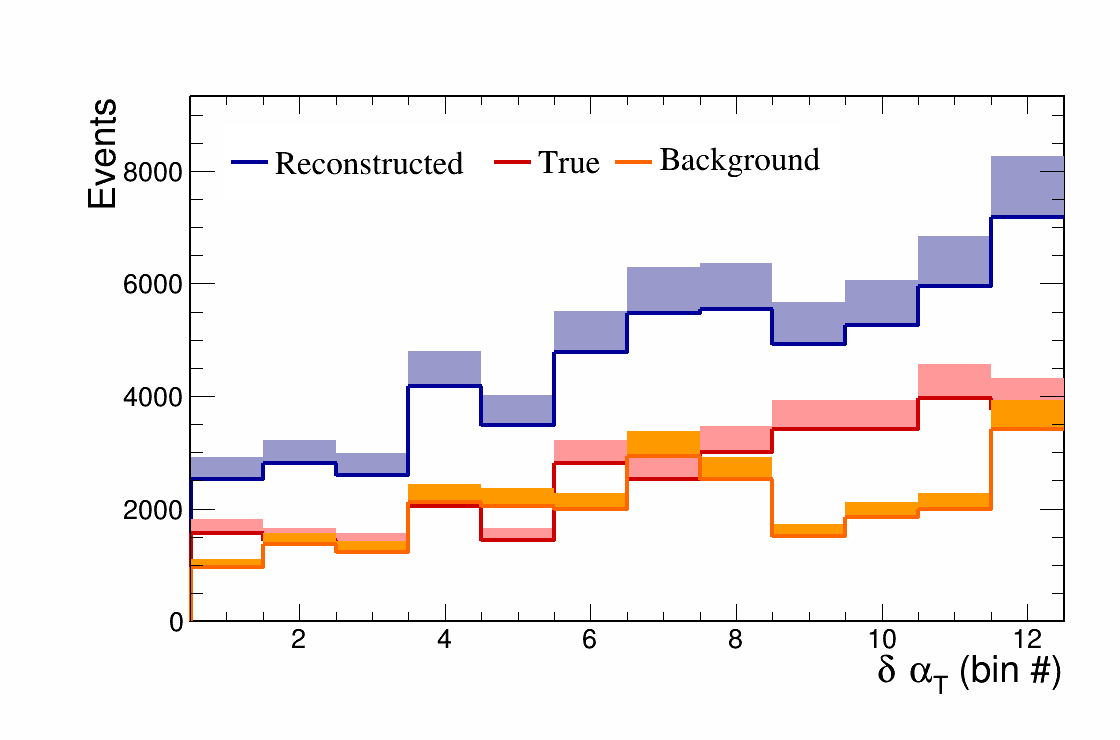 Events
Reconstructed True Background
8000
6000
4000
2000
0
2 4 6 8 10 12
δ α_T (bin #)